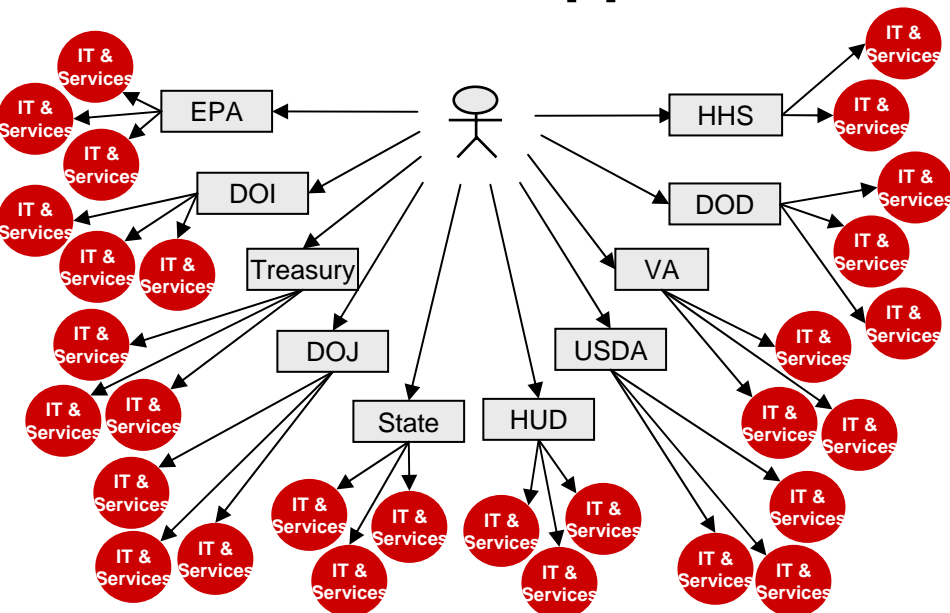 IT &
Services
IT &
Services
IT &
Services
EPA
HHS
IT &
Services
IT &
Services
IT &
Services
DOI
DOD
IT &
Services
IT &
Services
IT &
Services
IT &
Services
IT &
Services
Treasury
VA
IT &
Services
IT &
Services
IT &
Services
DOJ
USDA
IT &
Services
IT &
Services
IT &
Services
State
HUD
IT &
Services
IT &
Services
IT &
Services
IT &
Services
IT &
Services
IT &
Services
IT &
Services
IT &
Services
IT &
Services
IT &
Services
IT &
Services
IT &
Services
IT &
Services
IT &
Services